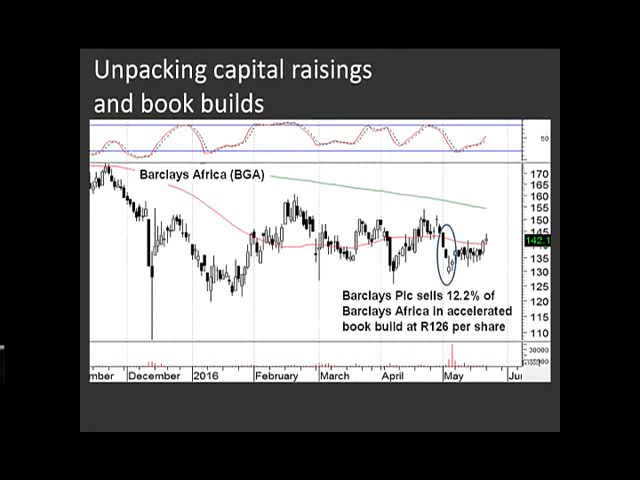 Unpacking capital raisings
and book builds
50
Barclays Africa (BGA)
170
165
160
155
150
145
142.1
135
130
125
120
115
110
Barclays Plc sells 12.2% of
Barclays Africa in accelerated
book build at R126 per share
30000
mber December 2016 February March April May Jun